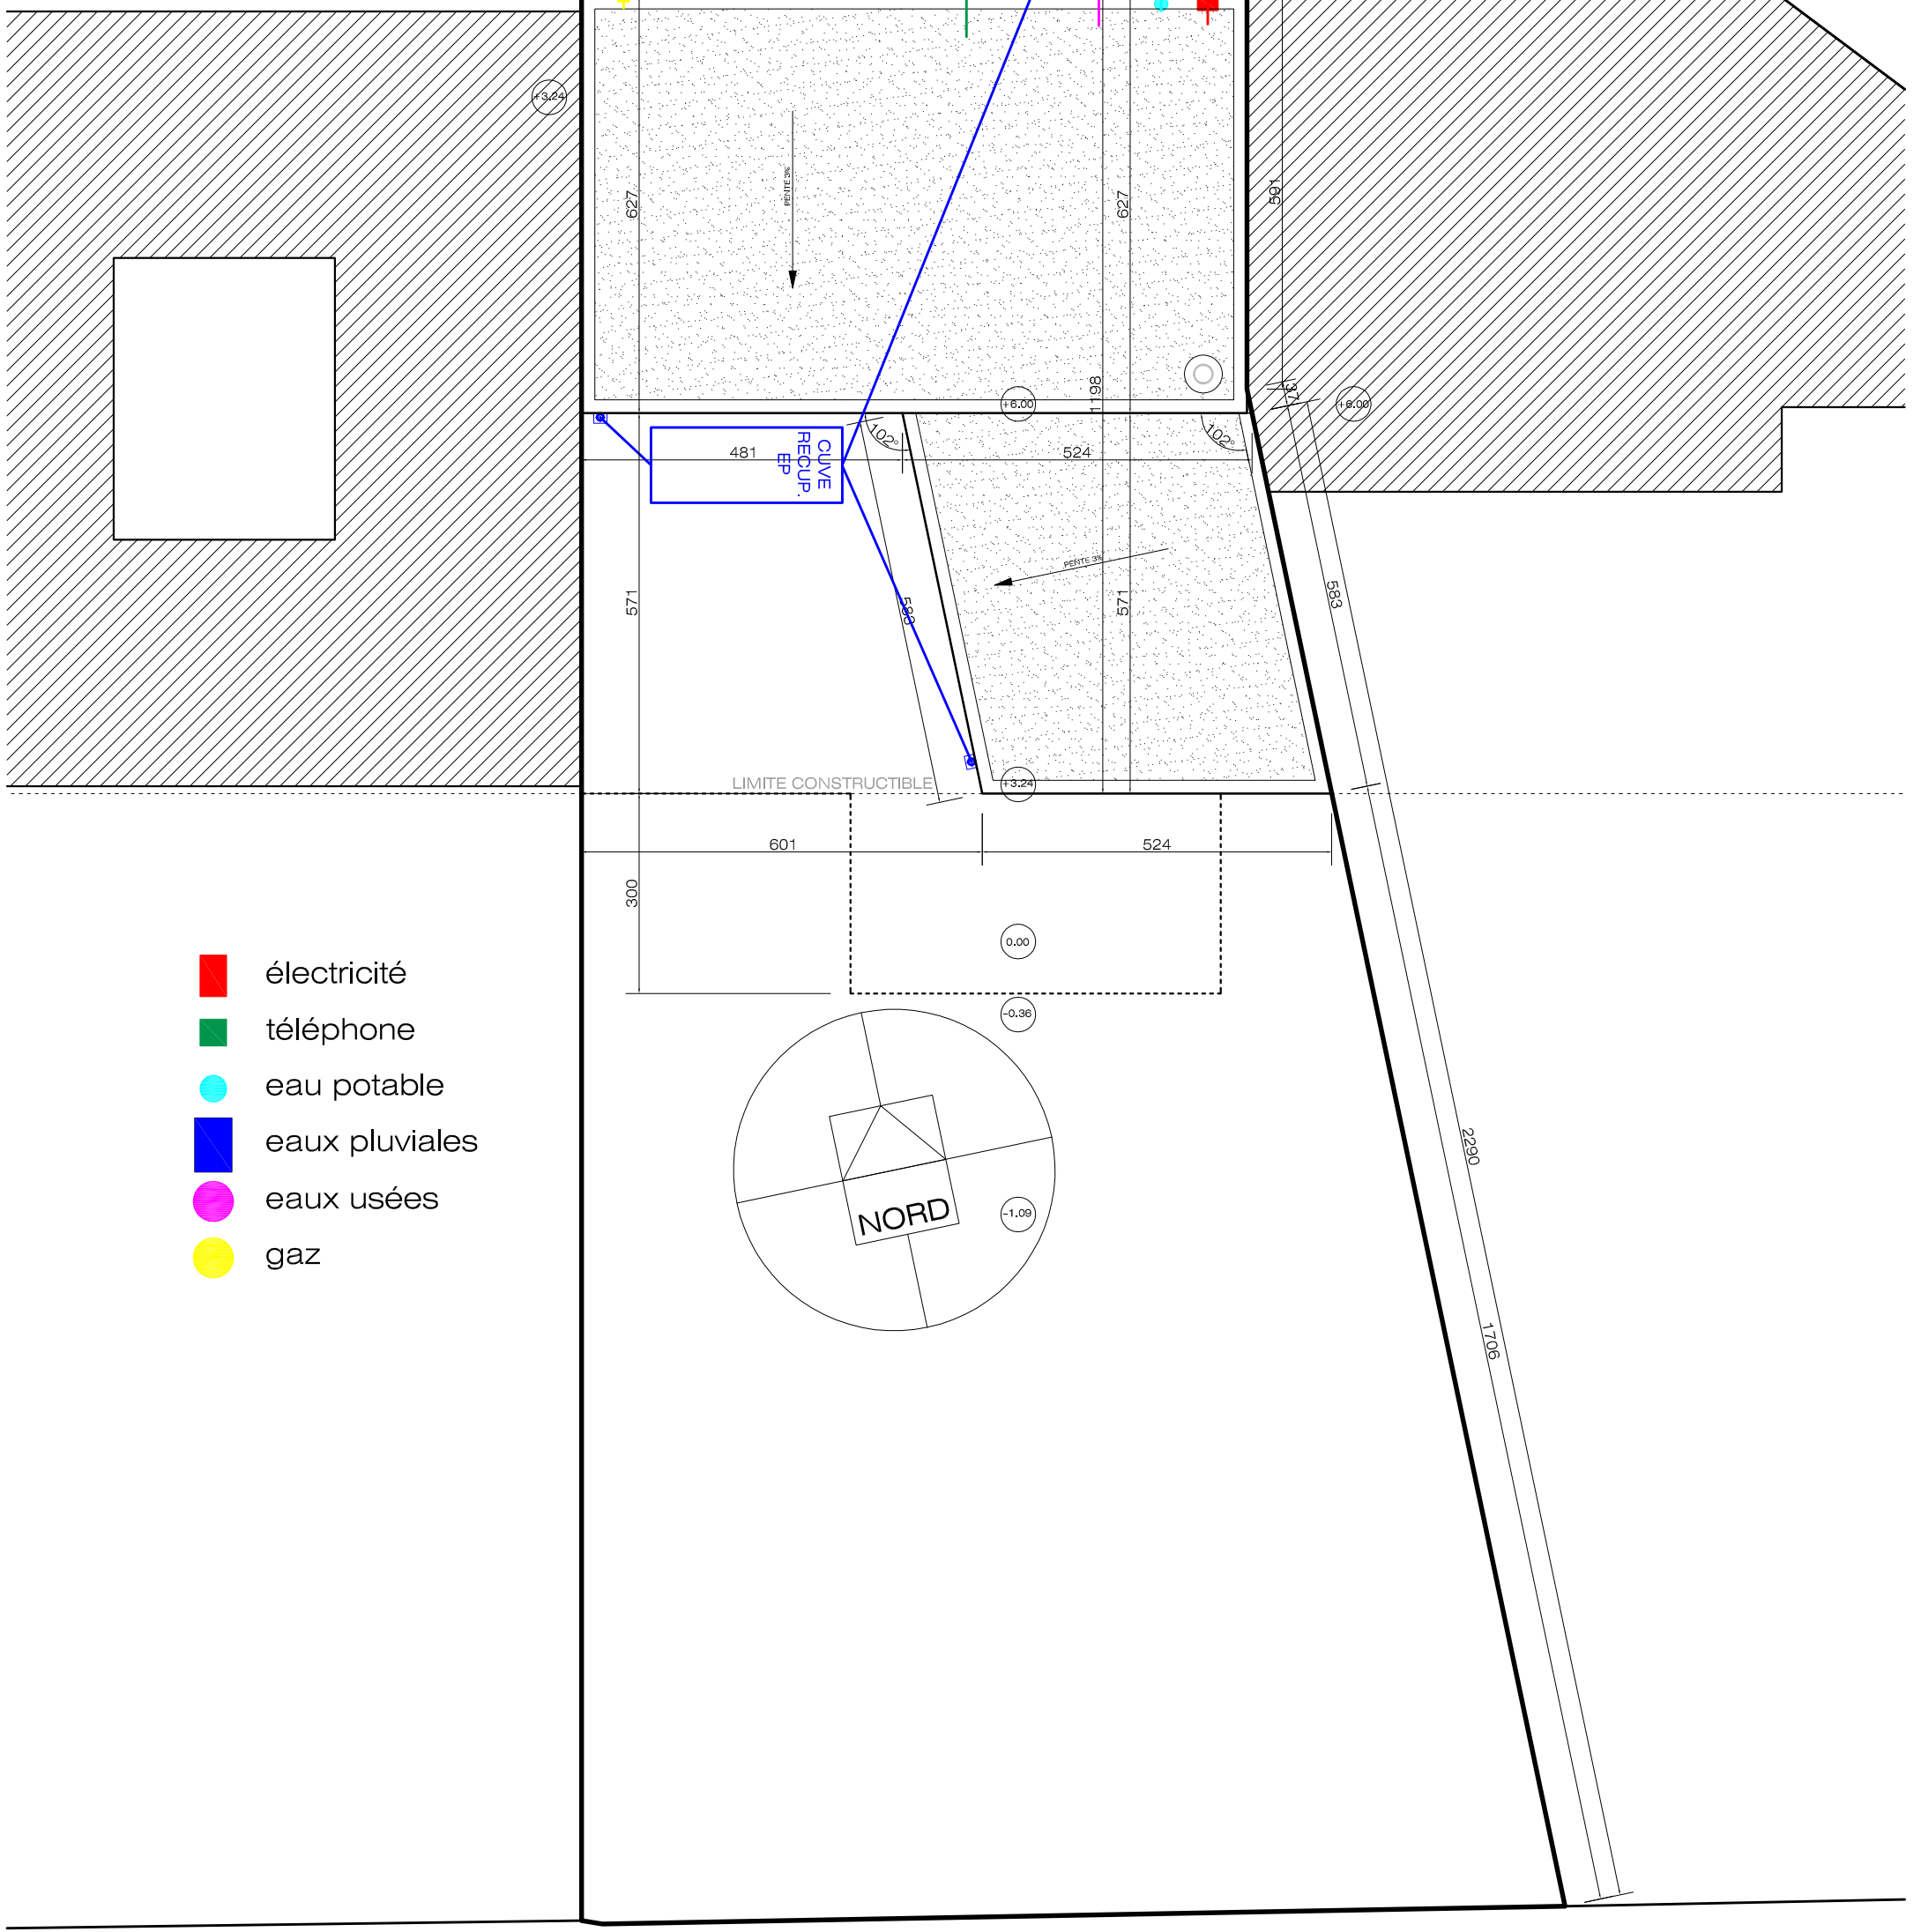 +3.24
PENTE 3%
627
627
591
1198
37
+6.00
+6.00
102°
102°
481
524
CUVE
RECUP.
EP
PENTE 3%
571
583
571
583
LIMITE CONSTRUCTIBLE
+3.24
601
524
300
0.00
-0.36
électricité
téléphone
eau potable
eaux pluviales
eaux usées
gaz
NORD
-1.09
2290
1706